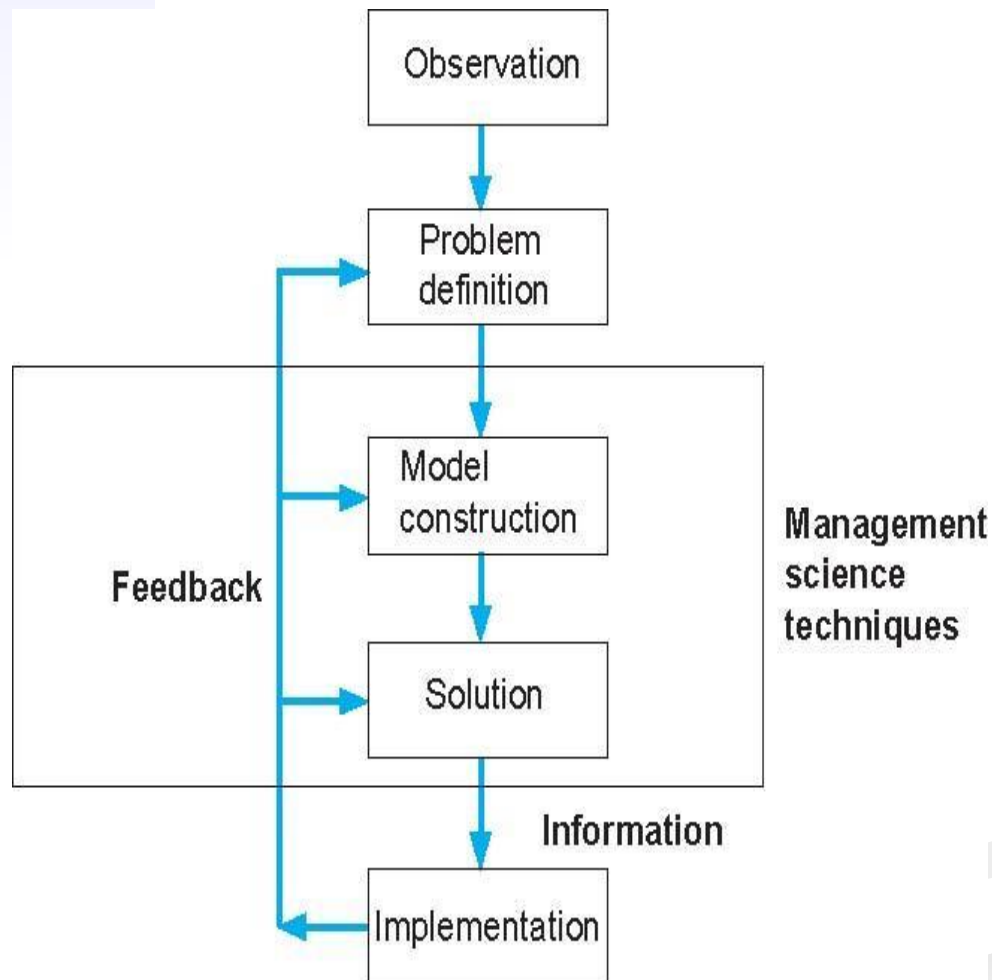 Observation
Problem
definition
Model
construction
Management
science
techniques
Feedback
Solution
Information
Implementation